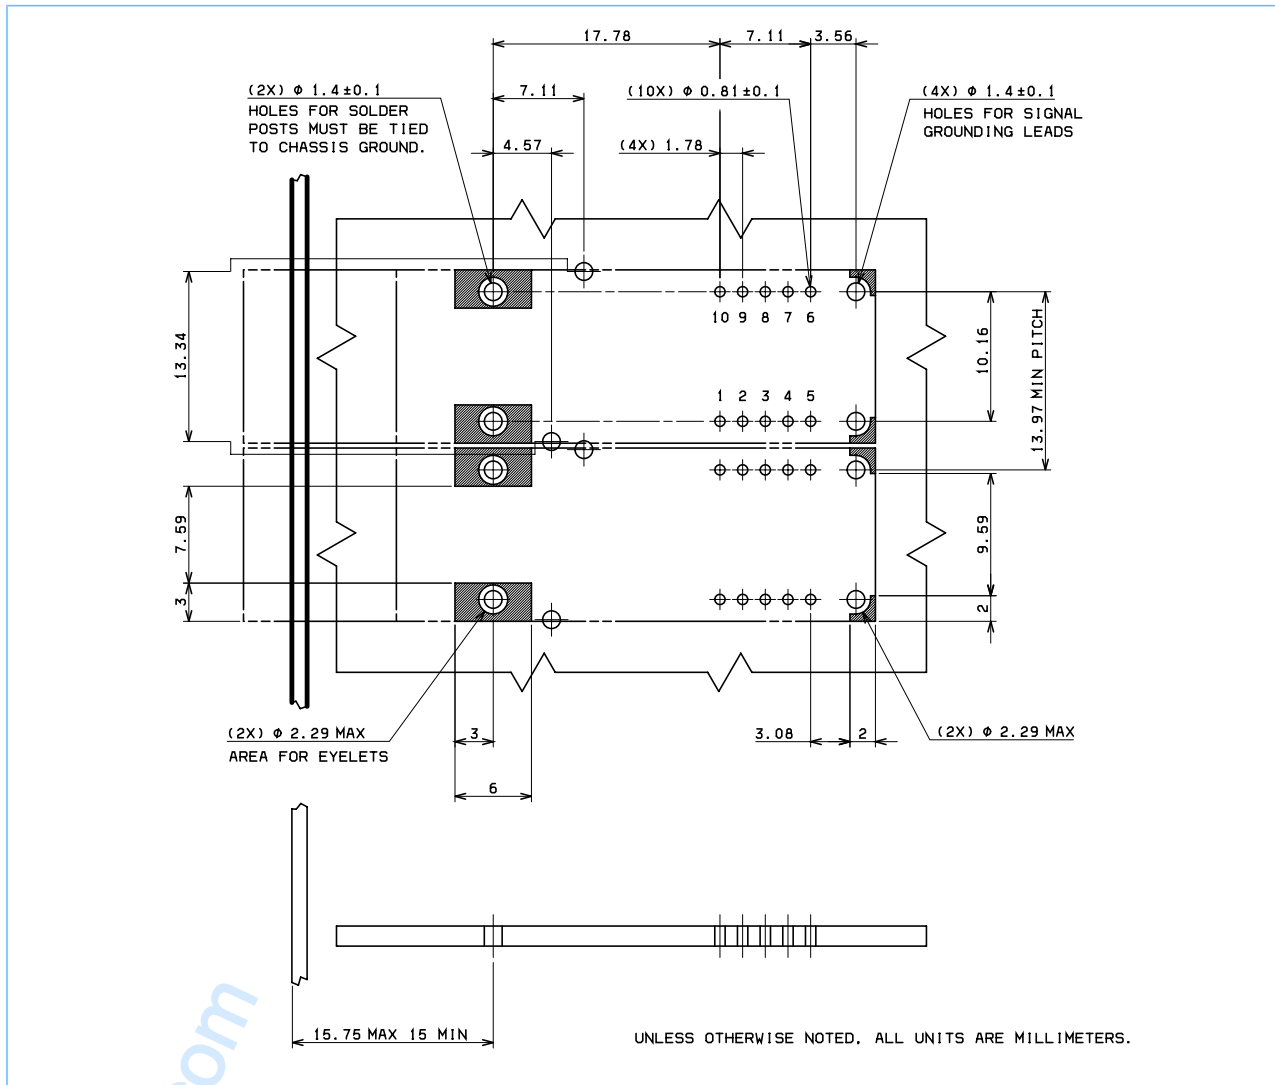 17.78
7.11
3.56
(2X) ϕ 1.4±0.1
HOLES FOR SOLDER
POSTS MUST BE TIED
TO CHASSIS GROUND.
7.11
(10X) ϕ 0.81±0.1
(4X) ϕ 1.4±0.1
HOLES FOR SIGNAL
GROUNDING LEADS
4.57
(4X) 1.78
10 9 8 7 6
13.34
10.16
13.97 MIN PITCH
1 2 3 4 5
7.59
9.59
3
2
(2X) ϕ 2.29 MAX
AREA FOR EYELETS
3
3.08
2
(2X) ϕ 2.29 MAX
6
15.75 MAX 15 MIN
UNLESS OTHERWISE NOTED, ALL UNITS ARE MILLIMETERS.
com